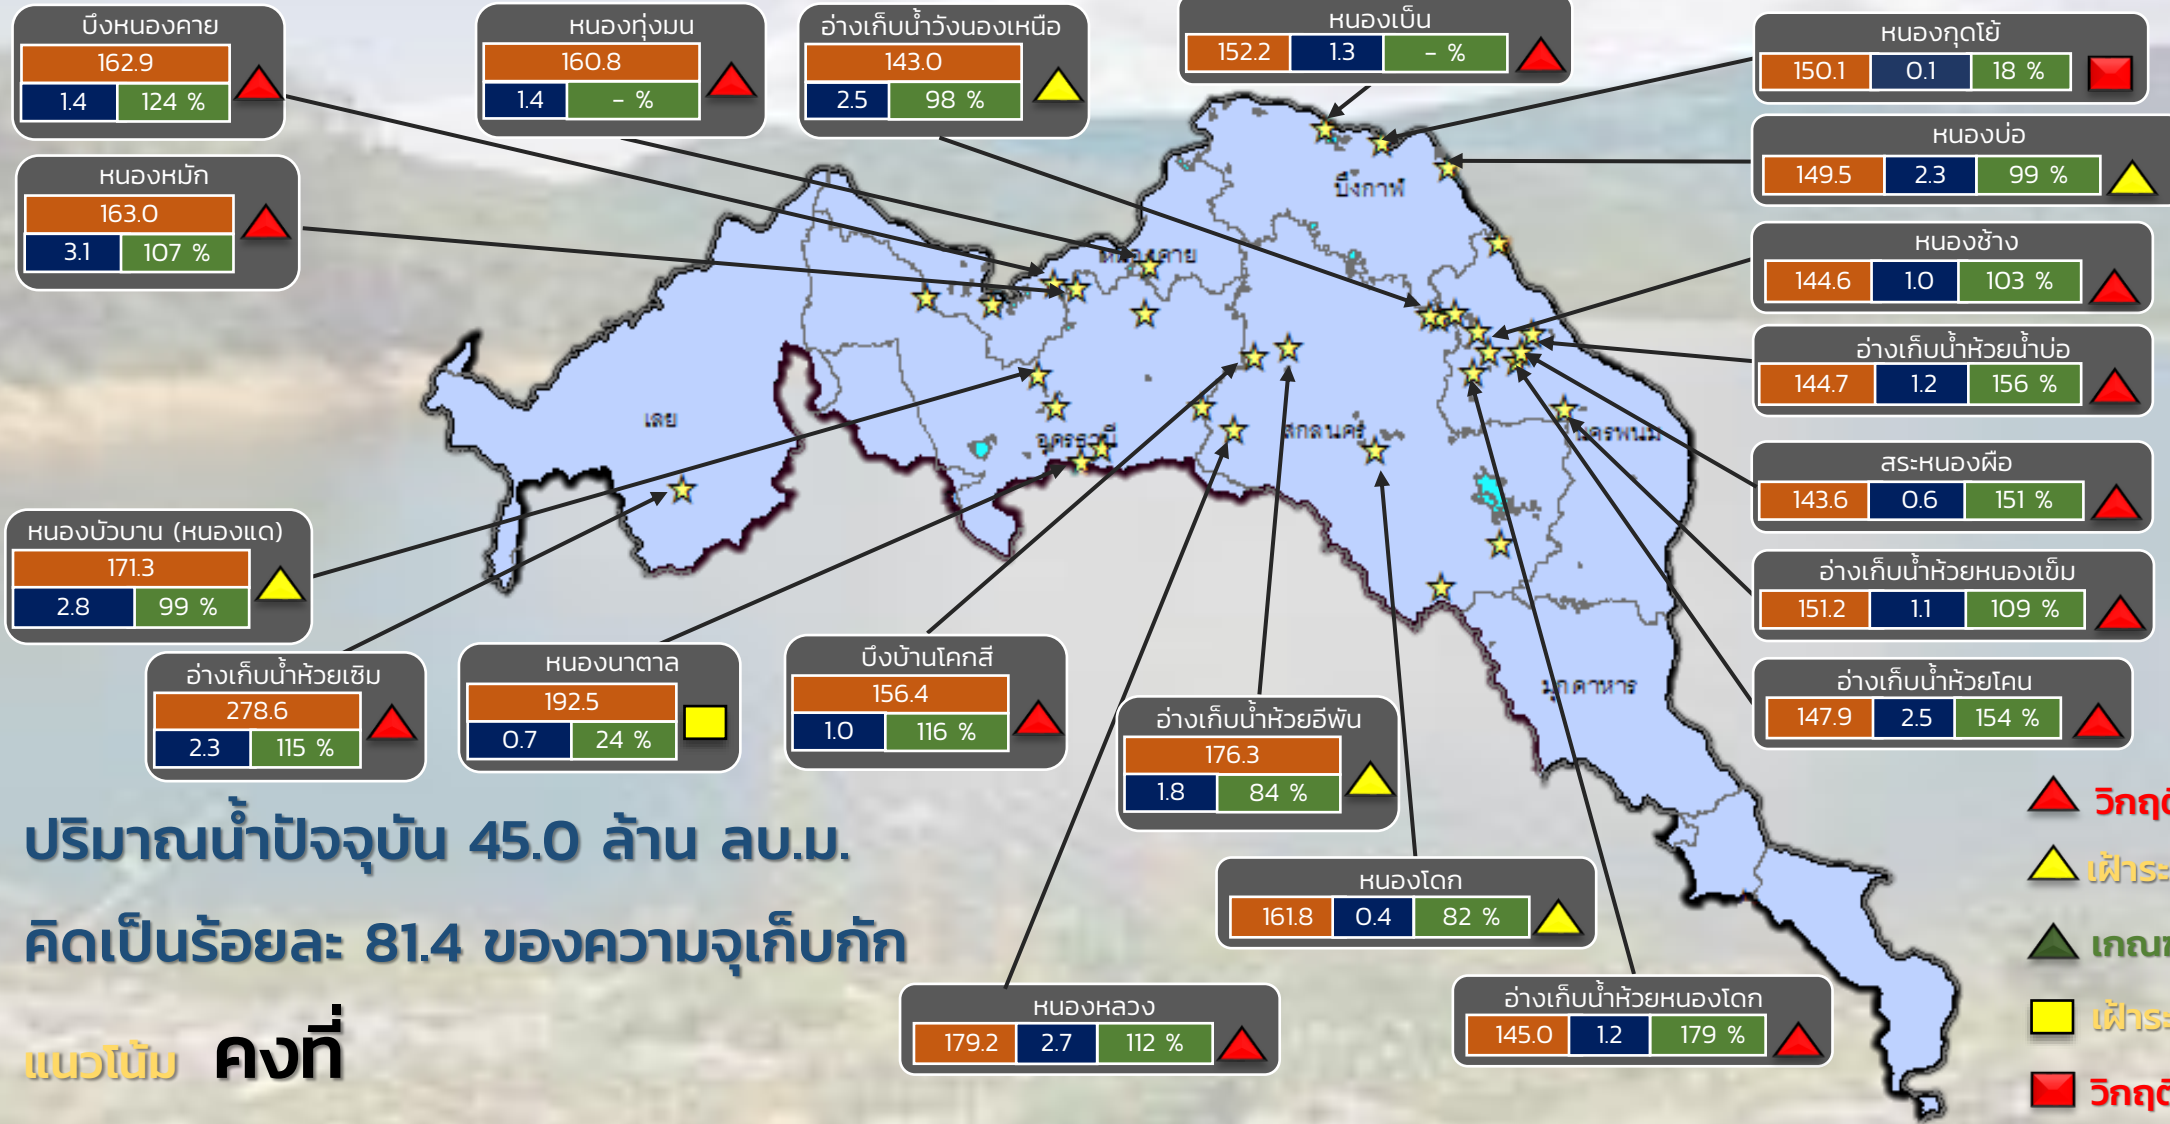 บึงหนองคาย
162.9
1.4 124 %
หนองทุ่งมน
160.8
1.4 - %
อ่างเก็บน้ำวังนองเหนือ
143.0
2.5 98 %
หนองเบ็น
152.2 1.3 - %
หนองกุดโย้
150.1 0.1 18 %
หนองหมัก
163.0
3.1 107 %
หนองบ่อ
149.5 2.3 99 %
หนองช้าง
144.6 1.0 103 %
อ่างเก็บน้ำห้วยน้ำบ่อ
144.7 1.2 156 %
สระหนองผือ
143.6 0.6 151 %
อ่างเก็บน้ำห้วยหนองเข็ม
151.2 1.1 109 %
อ่างเก็บน้ำห้วยโคน
147.9 2.5 154 %
บึงกาฬ
หนองคาย
เลย
อุดรธานี
สกลนคร
นครพนม
มุกดาหาร
หนองบัวบาน (หนองแด)
171.3
2.8 99 %
อ่างเก็บน้ำห้วยเซิม
278.6
2.3 115 %
หนองนาตาล
192.5
0.7 24 %
บึงบ้านโคกสี
156.4
1.0 116 %
อ่างเก็บน้ำห้วยอีพัน
176.3
1.8 84 %
หนองโดก
161.8 0.4 82 %
หนองหลวง
179.2 2.7 112 %
อ่างเก็บน้ำห้วยหนองโดก
145.0 1.2 179 %
ปริมาณน้ำปัจจุบัน 45.0 ล้าน ลบ.ม.
คิดเป็นร้อยละ 81.4 ของความจุเก็บกัก
แนวโน้ม คงที่